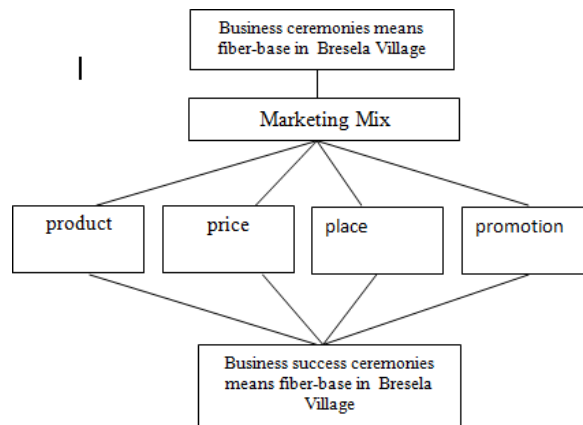 Business ceremonies means
fiber-base in Bresela Village
Marketing Mix
product
price
place
promotion
Business success ceremonies
means fiber-base in Bresela
Village